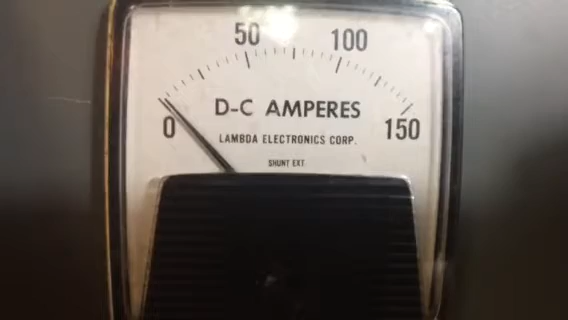 50 100
0 150
D-C AMPERES
LAMBDA ELECTRONICS CORP.
SHUNT EXT